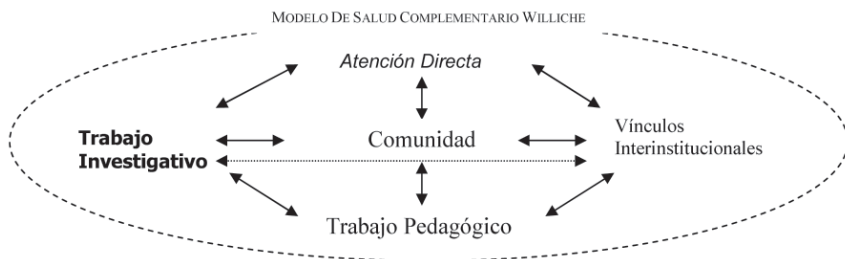 MODELO DE SALUD COMPLEMENTARIO WILLICHE
Atención Directa
Trabajo
Investigativo
Comunidad
Vínculos
Interinstitucionales
Trabajo Pedagógico